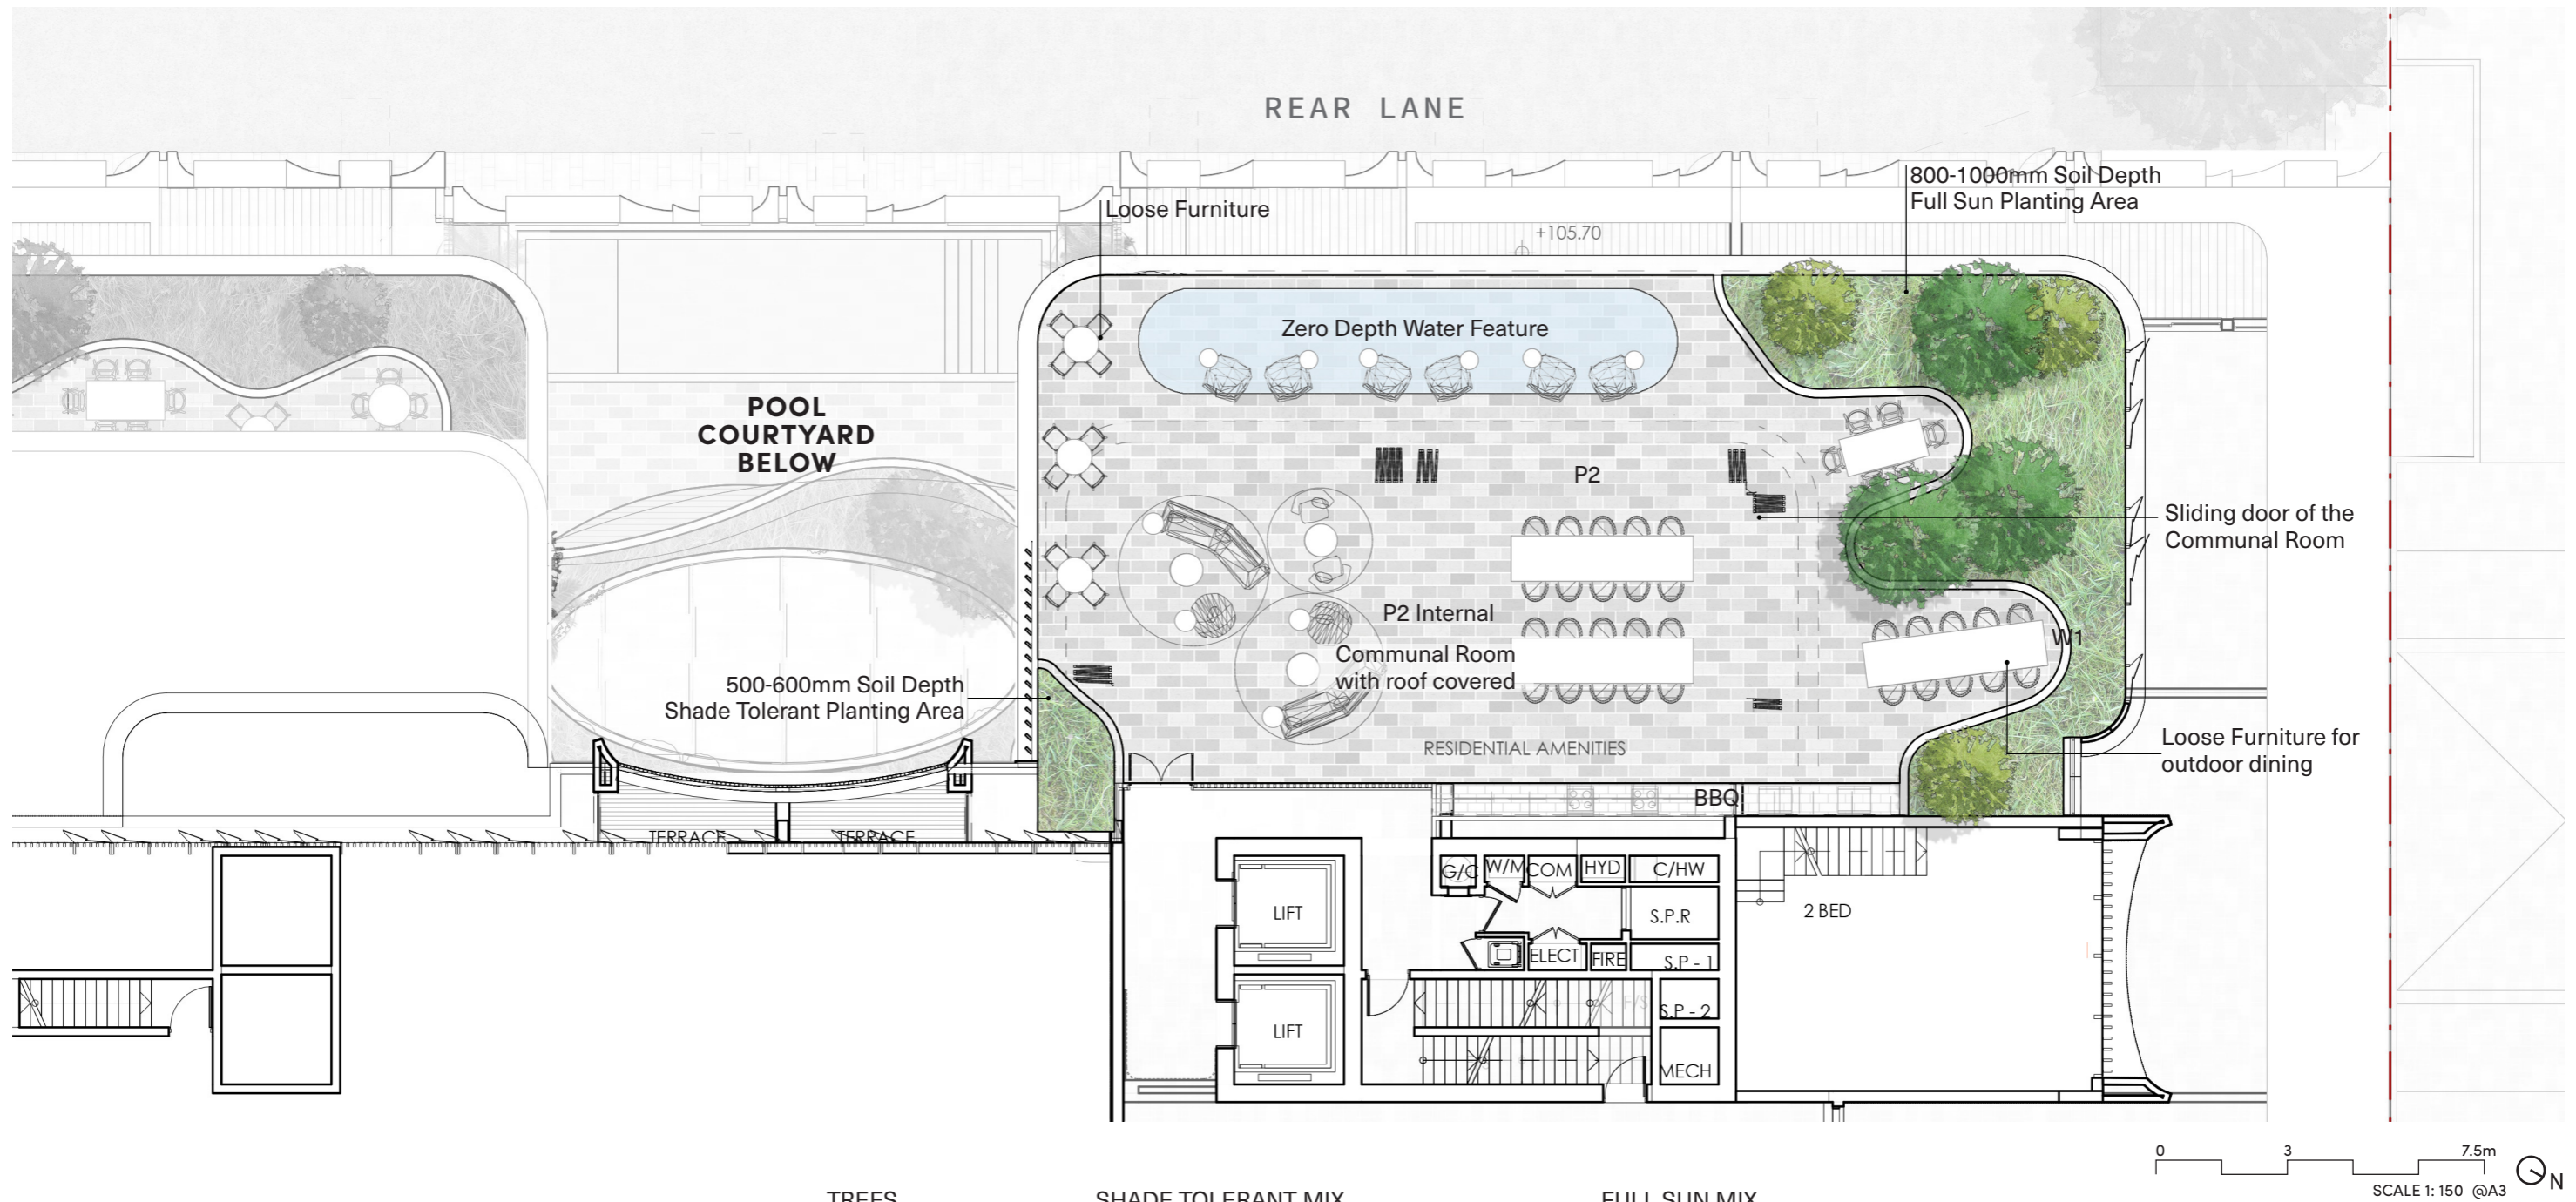 REAR LANE
800-1000mm Soil Depth
Full Sun Planting Area
Loose Furniture
+105.70
Zero Depth Water Feature
POOL
COURTYARD
BELOW
P2
Sliding door of the
Communal Room
P2 Internal
W1
Communal Room
with roof covered
500-600mm Soil Depth
Shade Tolerant Planting Area
RESIDENTIAL AMENITIES
Loose Furniture for
outdoor dining
BBQ
TERRACE
TERRACE
G/C
W/M
COM
HYD
C/HW
LIFT
S.P.R
2 BED
ELECT
FIRE
S.P - 1
F/S
S.P - 2
LIFT
MECH
0 3 7.5m
N
SCALE 1: 150 @A3
TREES
SHADE TOLERANT MIX
FULL SUN MIX